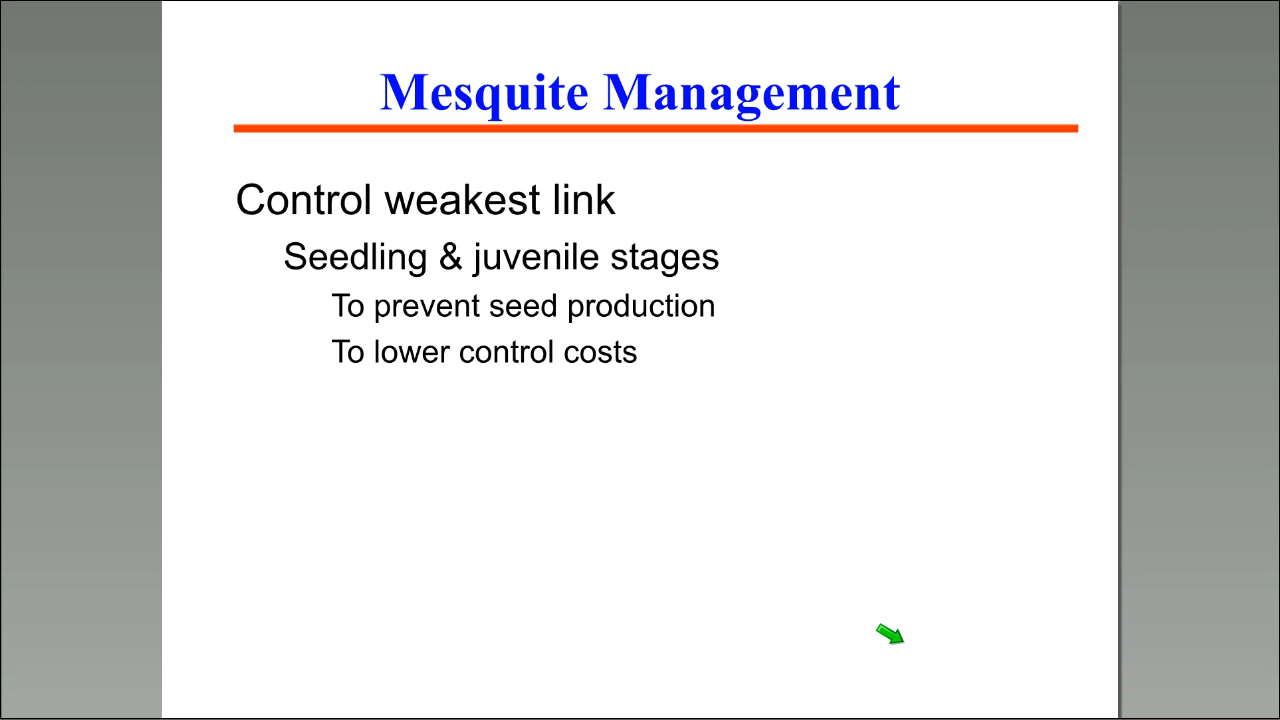 Mesquite Management
Control weakest link
Seedling & juvenile stages
To prevent seed production
To lower control costs